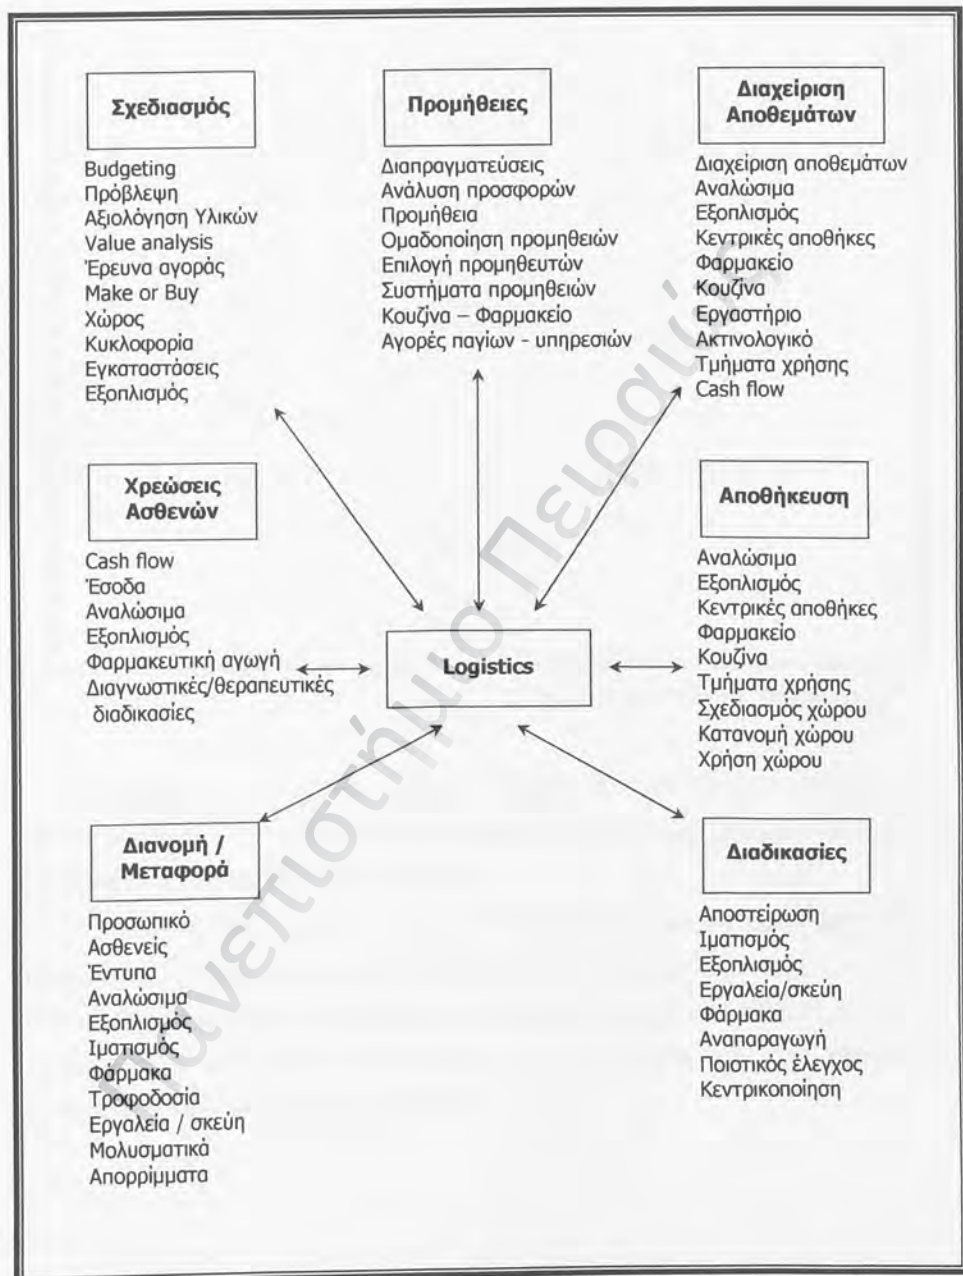 Σχεδιασμός
Budgeting
Πρόβλεψη
Αξιολόγηση Υλικών
Value analysis
Έρευνα αγοράς
Make or Buy
Χώρος
Κυκλοφορία
Εγκαταστάσεις
Εξοπλισμός
Προμήθειες
Διαπραγματεύσεις
Ανάλυση προσφορών
Προμήθεια
Ομαδοποίηση προμηθειών
Επιλογή προμηθευτών
Συστήματα προμηθειών
Κουζίνα – Φαρμακείο
Αγορές παγίων - υπηρεσιών
Διαχείριση
Αποθεμάτων
Διαχείριση αποθεμάτων
Αναλώσιμα
Εξοπλισμός
Κεντρικές αποθήκες
Φαρμακείο
Κουζίνα
Εργαστήριο
Ακτινολογικό
Τμήματα χρήσης
Cash flow
Χρεώσεις
Ασθενών
Cash flow
Έσοδα
Αναλώσιμα
Εξοπλισμός
Φαρμακευτική αγωγή
Διαγνωστικές/θεραπευτικές
διαδικασίες
Logistics
Αποθήκευση
Αναλώσιμα
Εξοπλισμός
Κεντρικές αποθήκες
Φαρμακείο
Κουζίνα
Τμήματα χρήσης
Σχεδιασμός χώρου
Κατανομή χώρου
Χρήση χώρου
Διανομή /
Μεταφορά
Προσωπικό
Ασθενείς
Έντυπα
Αναλώσιμα
Εξοπλισμός
Ιματισμός
Φάρμακα
Τροφοδοσία
Εργαλεία / σκεύη
Μολυσματικά
Απορρίμματα
Διαδικασίες
Αποστείρωση
Ιματισμός
Εξοπλισμός
Εργαλεία/σκεύη
Φάρμακα
Αναπαραγωγή
Ποιοτικός έλεγχος
Κεντρικοποίηση
Πανεπιστήμιο Πειραιώς